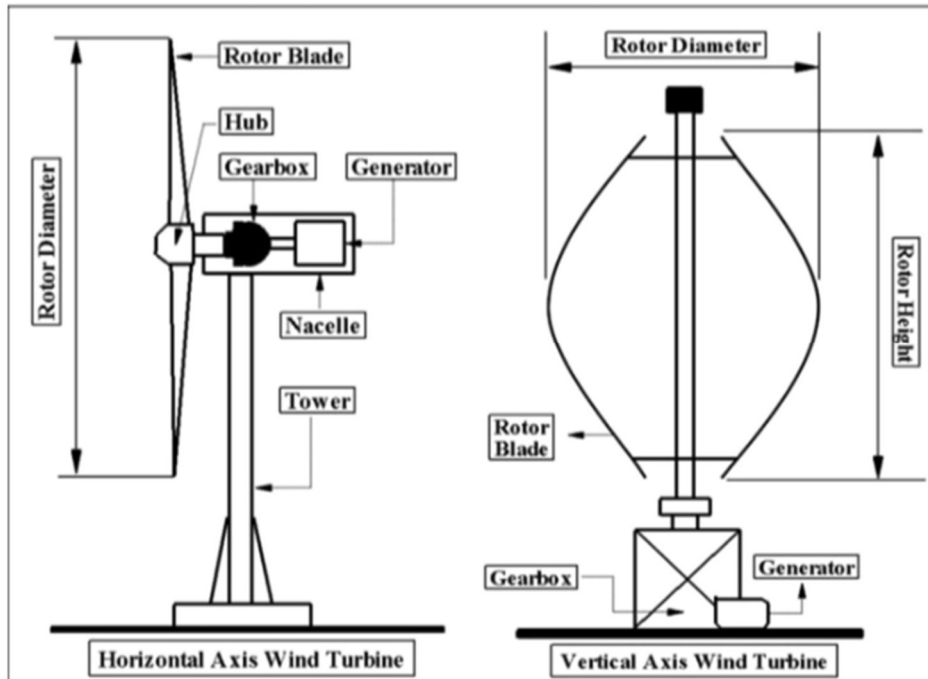 Rotor Blade
Hub
Gearbox
Generator
Rotor Diameter
Nacelle
Tower
Horizontal Axis Wind Turbine
Rotor Diameter
Rotor Height
Rotor
Blade
Gearbox
Generator
Vertical Axis Wind Turbine